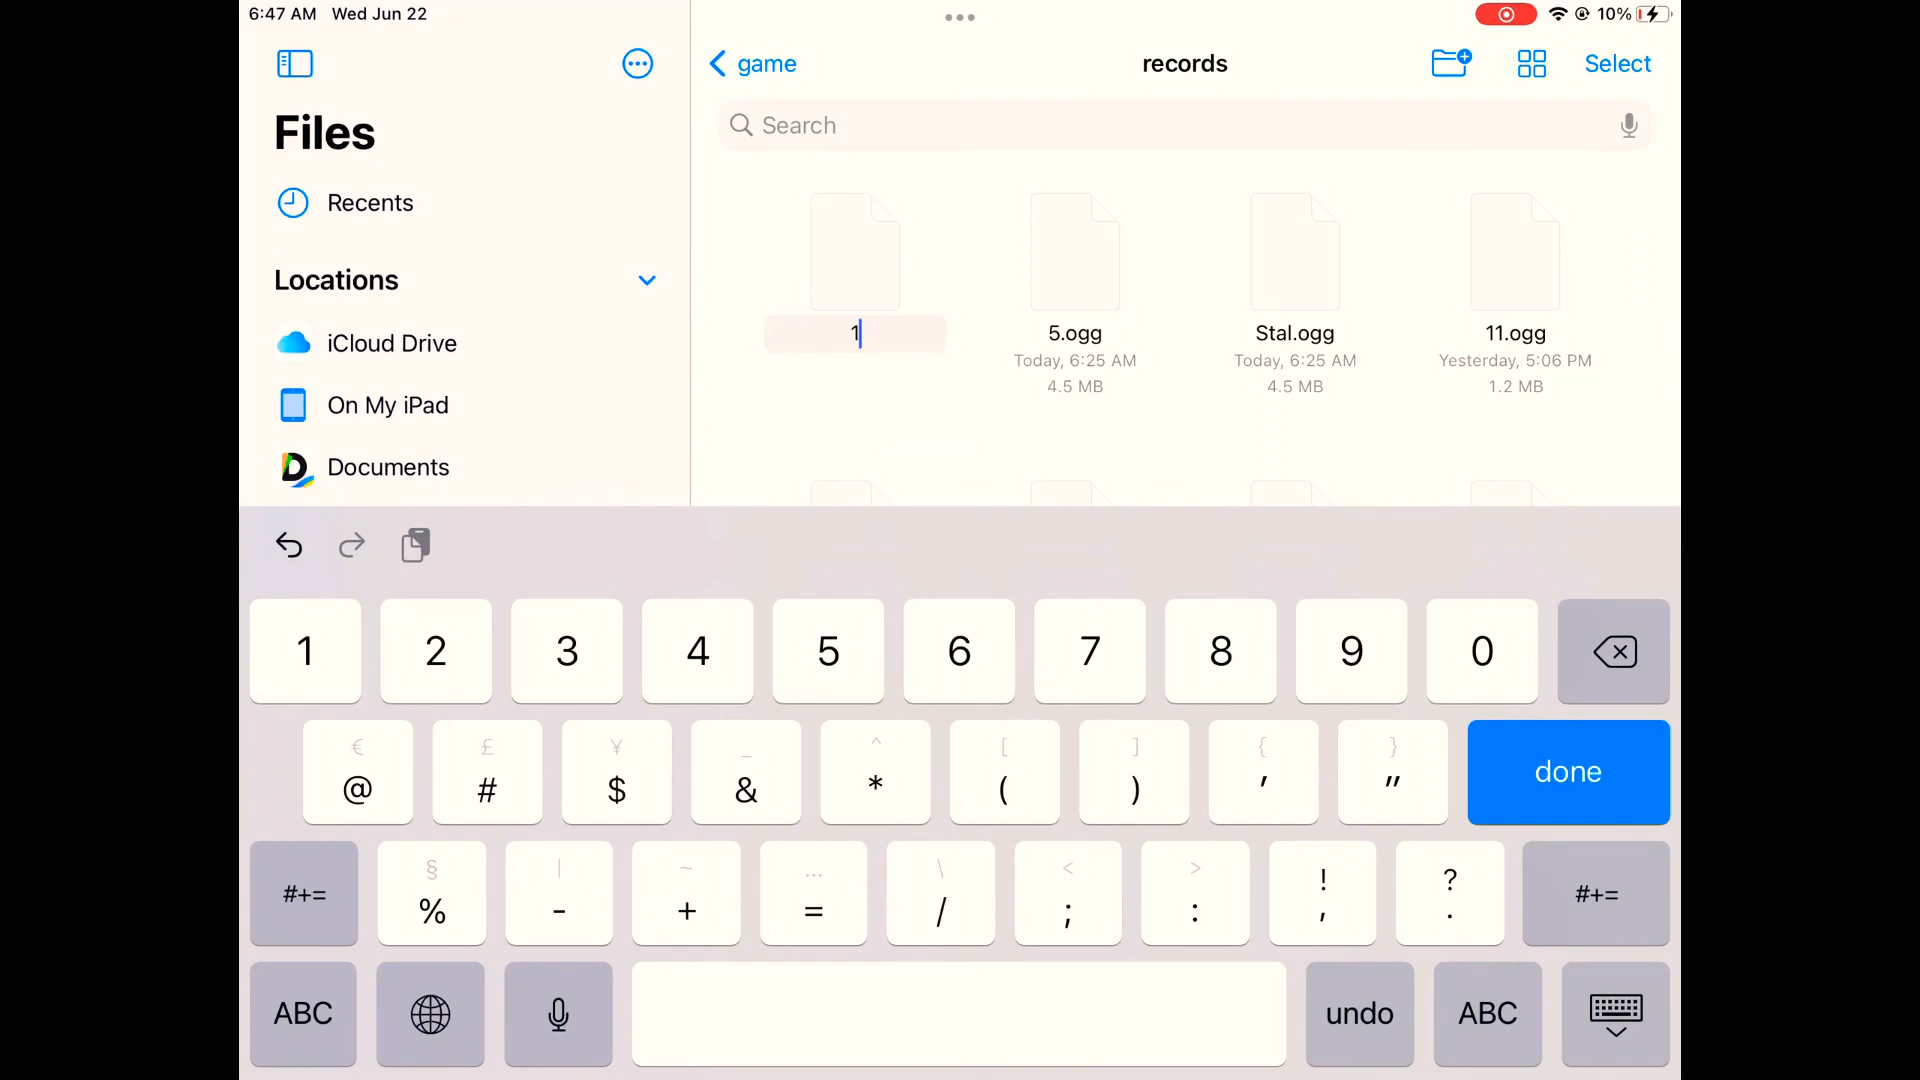 6:47 AM Wed Jun 22
10%
Files
Recents
Locations
iCloud Drive
On My iPad
Documents
game
records
Select
Search
1
5.ogg
Today, 6:25 AM
4.5 MB
Stal.ogg
Today, 6:25 AM
4.5 MB
11.ogg
Yesterday, 5:06 PM
1.2 MB
1 2 3 4 5 6 7 8 9 0
€ £ ¥ _ ^ [ ] { }
@ # $ & * ( ) ' "
done
§ | ~ … \ < > ! ?
#+= % - + = / ; : , . #+=
ABC undo ABC